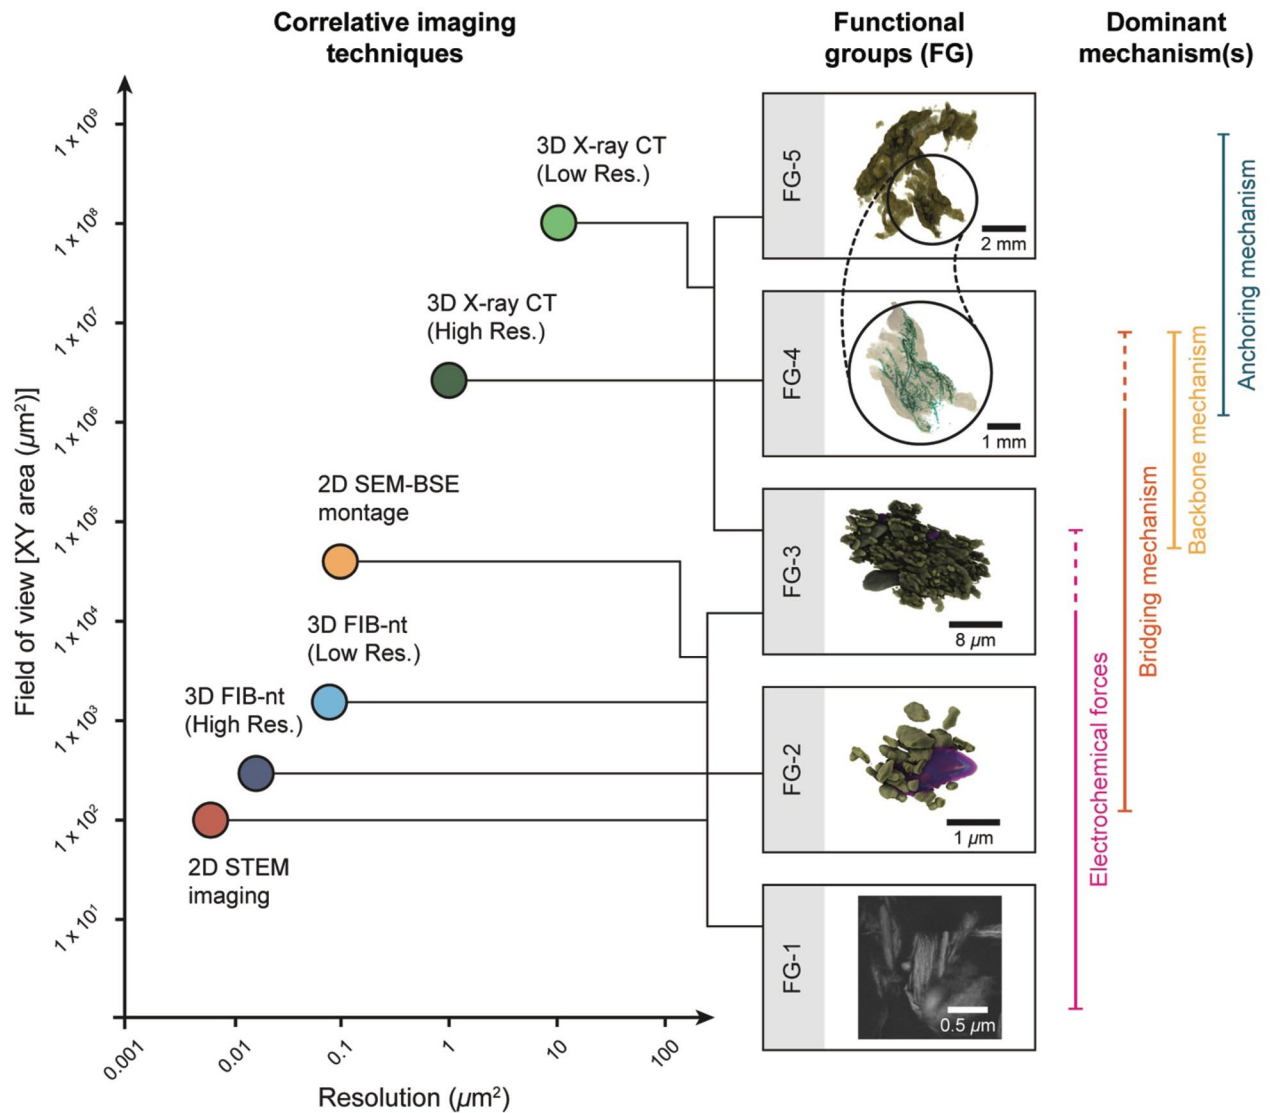 Correlative imaging
techniques
Functional
groups (FG)
Dominant
mechanism(s)
Field of view [XY area (µm²)]
1 x 10⁹
1 x 10⁸
1 x 10⁷
1 x 10⁶
1 x 10⁵
1 x 10⁴
1 x 10³
1 x 10²
1 x 10¹
3D X-ray CT
(Low Res.)
3D X-ray CT
(High Res.)
2D SEM-BSE
montage
3D FIB-nt
(Low Res.)
3D FIB-nt
(High Res.)
2D STEM
imaging
0.001
0.01
0.1
1
10
100
Resolution (µm²)
FG-5
2 mm
FG-4
1 mm
FG-3
8 µm
FG-2
1 µm
FG-1
0.5 µm
Electrochemical forces
Bridging mechanism
Backbone mechanism
Anchoring mechanism